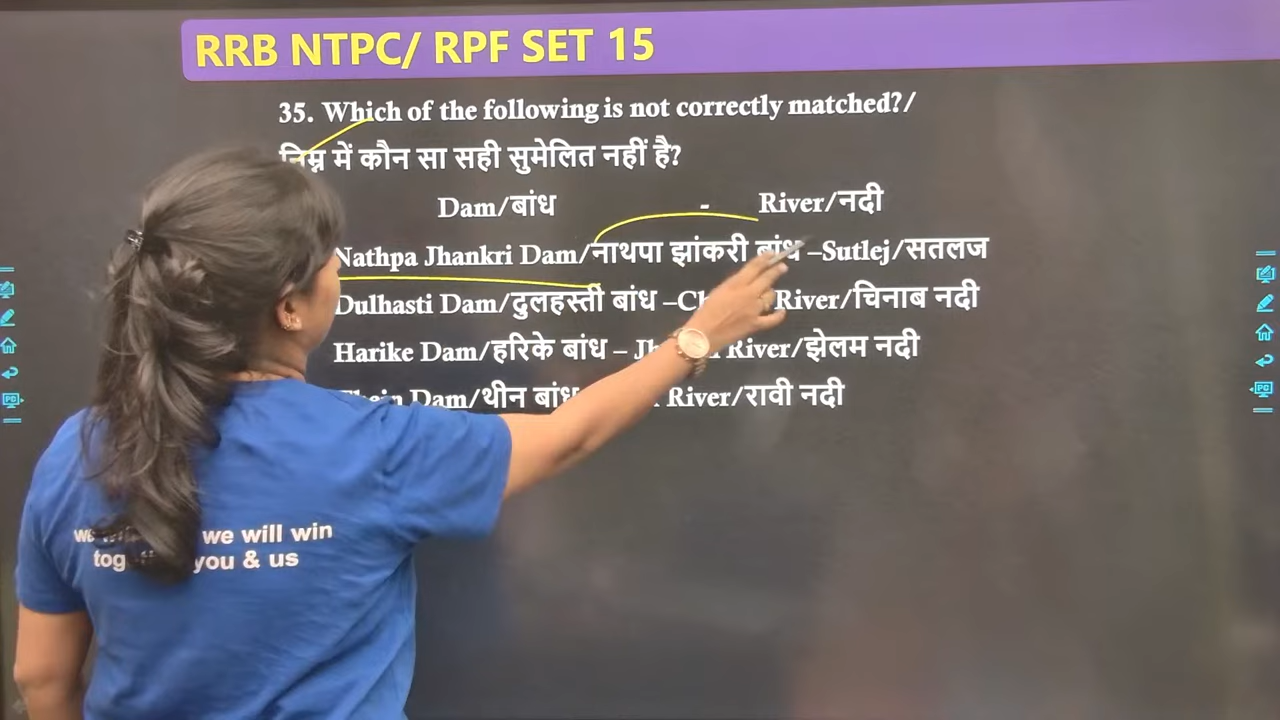 RRB NTPC/ RPF SET 15
35. Which of the following is not correctly matched?/
निम्न में कौन सा सही सुमेलित नहीं है?
Dam/बांध - River/नदी
Nathpa Jhankri Dam/नाथपा झांकरी बांध –Sutlej/सतलज
Dulhasti Dam/दुलहस्ती बांध – River/चिनाब नदी
Harike Dam/हरिके बांध – River/झेलम नदी
Dam/थीन बांध River/रावी नदी
we will win
you & us